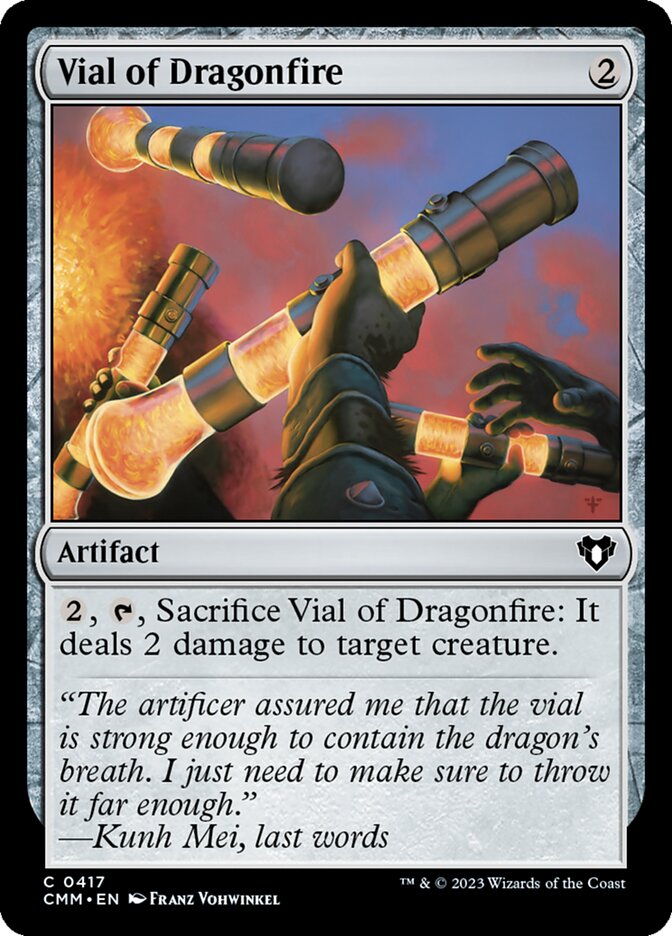 Vial of Dragonfire 2
Artifact
2, , Sacrifice Vial of Dragonfire: It
deals 2 damage to target creature.
“The artificer assured me that the vial
is strong enough to contain the dragon’s
breath. I just need to make sure to throw
it far enough.”
—Kunh Mei, last words
C 0417
™ & © 2023 Wizards of the Coast
CMM • EN Franz Vohwinkel